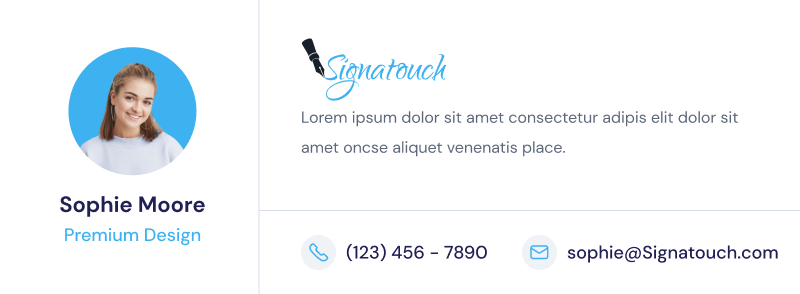 Sophie Moore
Premium Design
Signatouch
Lorem ipsum dolor sit amet consectetur adipis elit dolor sit
amet oncse aliquet venenatis place.
(123) 456 - 7890
sophie@Signatouch.com